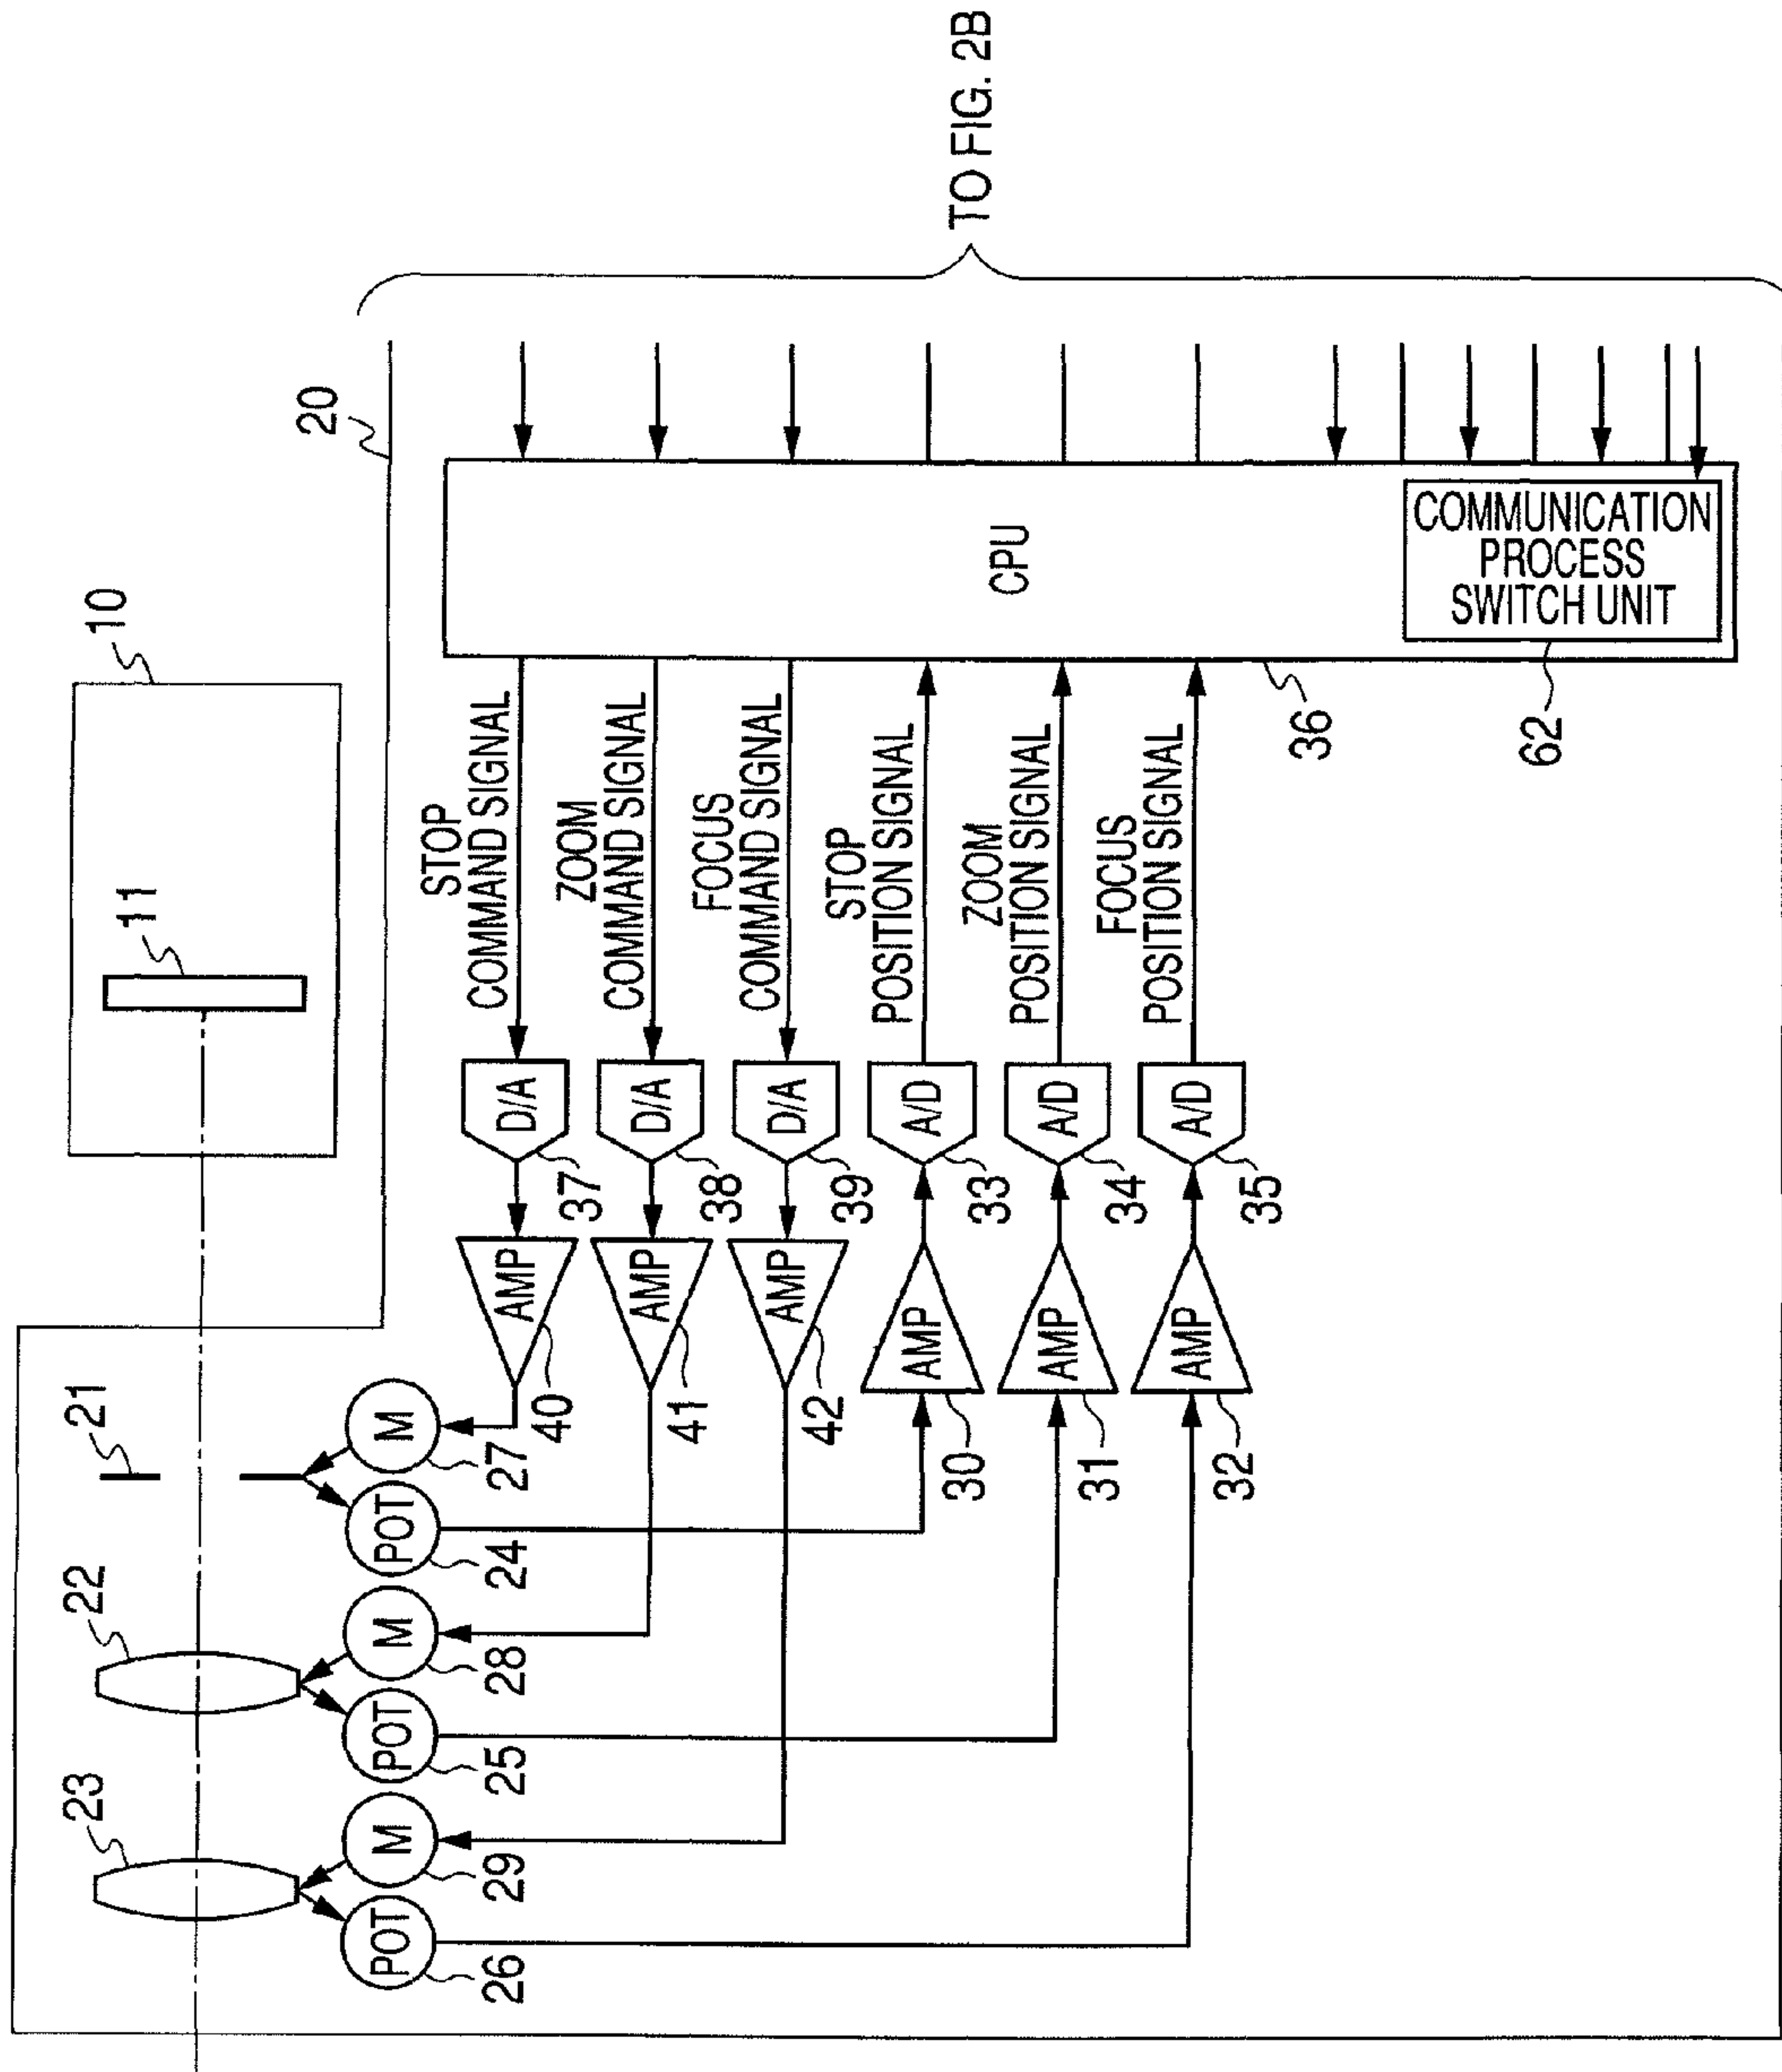 10
11
20
21
22
23
M
27
POT
24
M
28
POT
25
M
29
POT
26
AMP
40
D/A
37
STOP
COMMAND SIGNAL
AMP
41
D/A
38
ZOOM
COMMAND SIGNAL
AMP
42
D/A
39
FOCUS
COMMAND SIGNAL
AMP
30
A/D
33
STOP
POSITION SIGNAL
AMP
31
A/D
34
ZOOM
POSITION SIGNAL
AMP
32
A/D
35
FOCUS
POSITION SIGNAL
CPU
36
COMMUNICATION
PROCESS
SWITCH UNIT
62
TO FIG. 2B